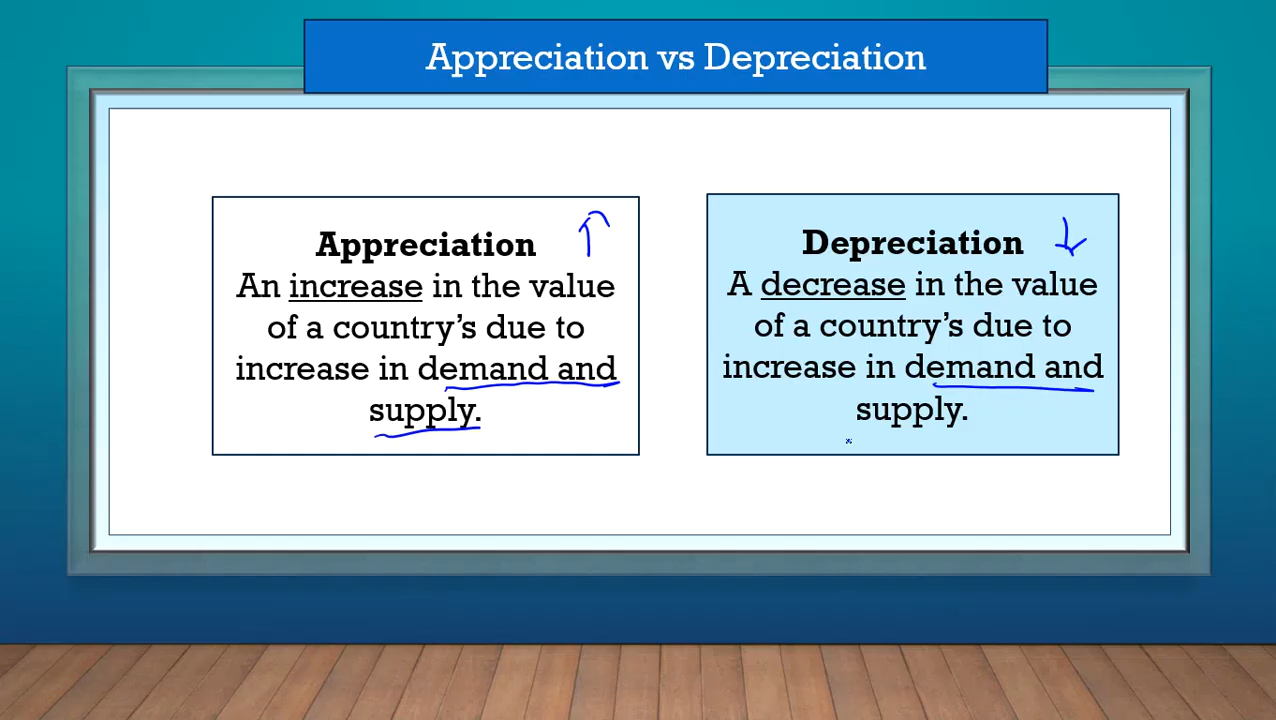 Appreciation vs Depreciation
Appreciation
An increase in the value
of a country’s due to
increase in demand and
supply.
Depreciation
A decrease in the value
of a country’s due to
increase in demand and
supply.